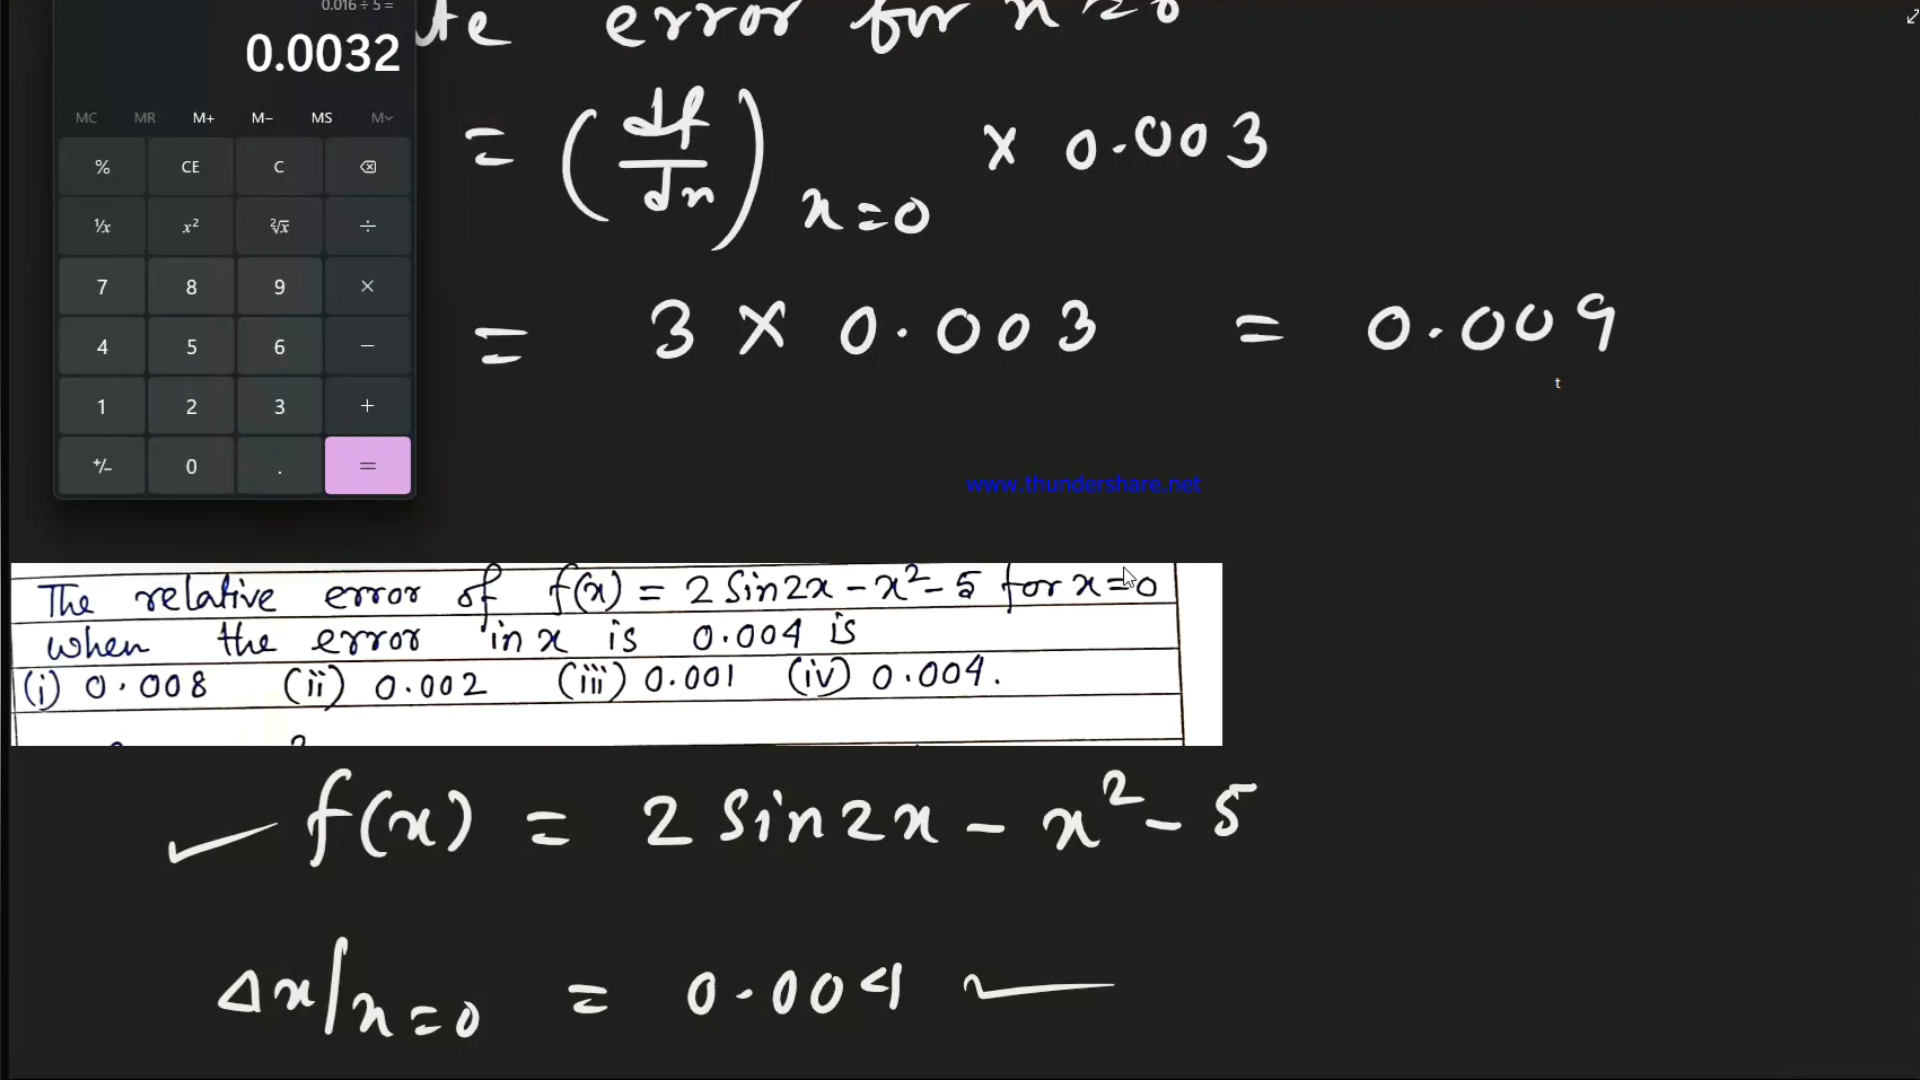 0.016 ÷ 5 =
0.0032
MC MR M+ M− MS M˅
% CE C ⌫
¹/x x² ²√x ÷
7 8 9 ×
4 5 6 −
1 2 3 +
+/− 0 . =
error for
= (df/dx) x=0 × 0.003
= 3 × 0.003 = 0.009
t
www.thundershare.net
The relative error of f(x) = 2 Sin2x - x² - 5 for x=0
when the error in x is 0.004 is
(i) 0.008 (ii) 0.002 (iii) 0.001 (iv) 0.004.
f(x) = 2 Sin2x - x² - 5
Δx/x=0 = 0.004